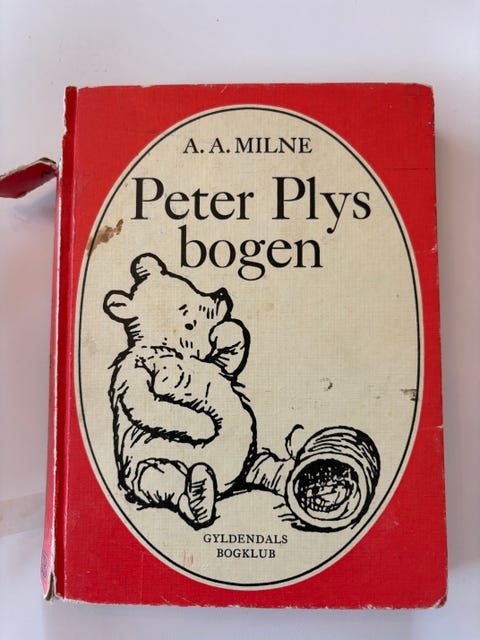 A. A. MILNE
Peter Plys
bogen
GYLDENDALS
BOGKLUB